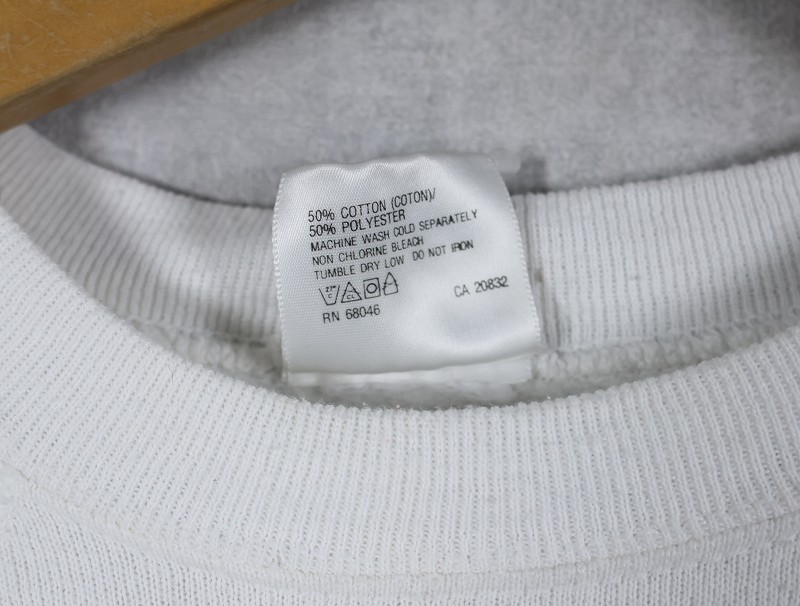 50% COTTON (COTON)/
50% POLYESTER
MACHINE WASH COLD SEPARATELY
NON CHLORINE BLEACH
TUMBLE DRY LOW DO NOT IRON
CL
CA 20832
RN 68046